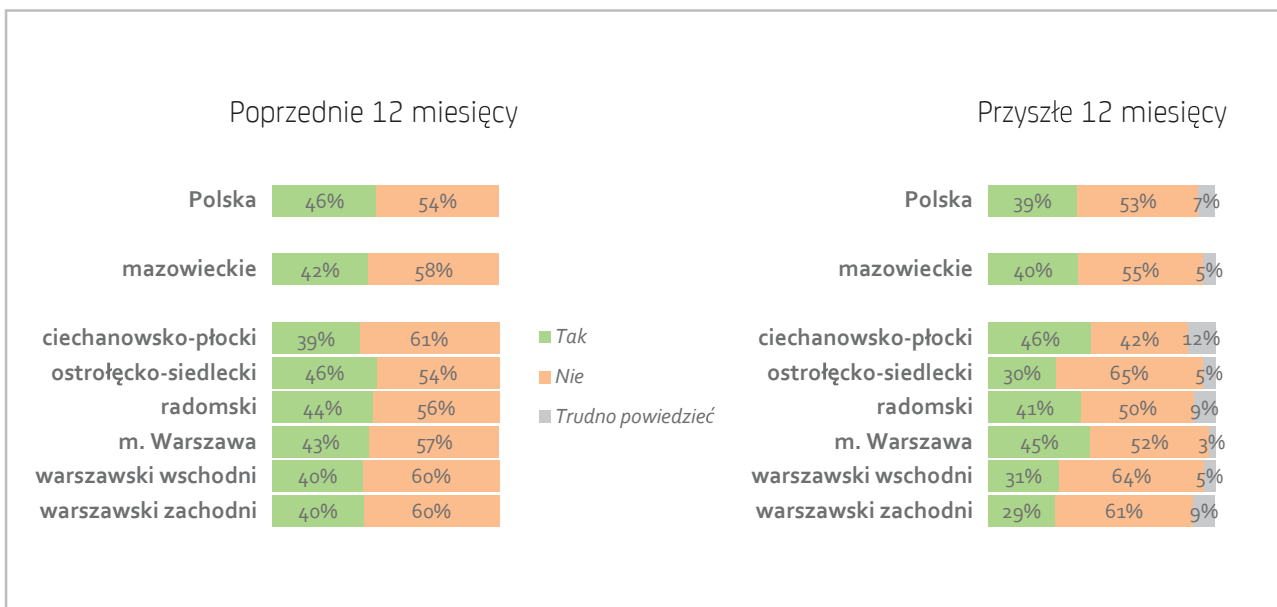 Poprzednie 12 miesięcy
Polska 46% 54%
mazowieckie 42% 58%
ciechanowsko-płocki 39% 61%
ostrołęcko-siedlecki 46% 54%
radomski 44% 56%
m. Warszawa 43% 57%
warszawski wschodni 40% 60%
warszawski zachodni 40% 60%
Tak
Nie
Trudno powiedzieć
Przyszłe 12 miesięcy
Polska 39% 53% 7%
mazowieckie 40% 55% 5%
ciechanowsko-płocki 46% 42% 12%
ostrołęcko-siedlecki 30% 65% 5%
radomski 41% 50% 9%
m. Warszawa 45% 52% 3%
warszawski wschodni 31% 64% 5%
warszawski zachodni 29% 61% 9%